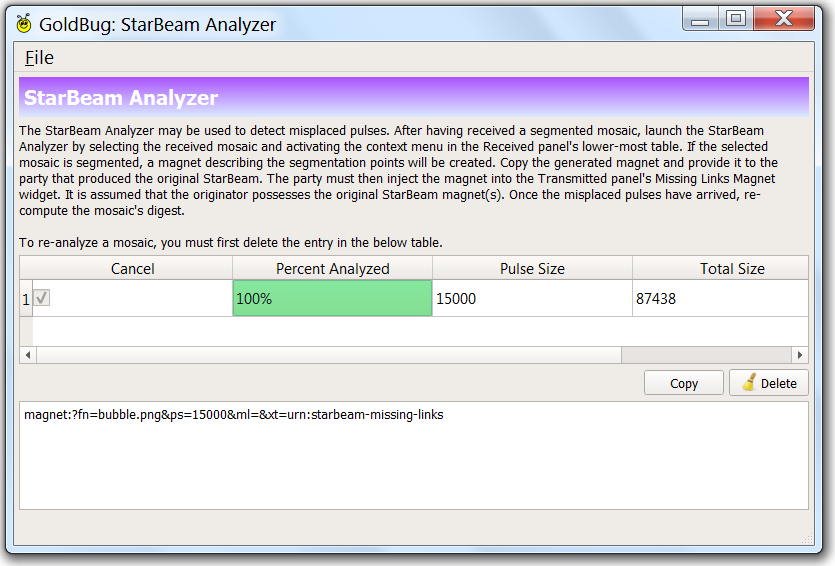 GoldBug: StarBeam Analyzer
File
StarBeam Analyzer
The StarBeam Analyzer may be used to detect misplaced pulses. After having received a segmented mosaic, launch the StarBeam
Analyzer by selecting the received mosaic and activating the context menu in the Received panel's lower-most table. If the selected
mosaic is segmented, a magnet describing the segmentation points will be created. Copy the generated magnet and provide it to the
party that produced the original StarBeam. The party must then inject the magnet into the Transmitted panel's Missing Links Magnet
widget. It is assumed that the originator possesses the original StarBeam magnet(s). Once the misplaced pulses have arrived, re-
compute the mosaic's digest.
To re-analyze a mosaic, you must first delete the entry in the below table.
Cancel Percent Analyzed Pulse Size Total Size
1 100% 15000 87438
Copy Delete
magnet:?fn=bubble.png&ps=15000&ml=&xt=urn:starbeam-missing-links